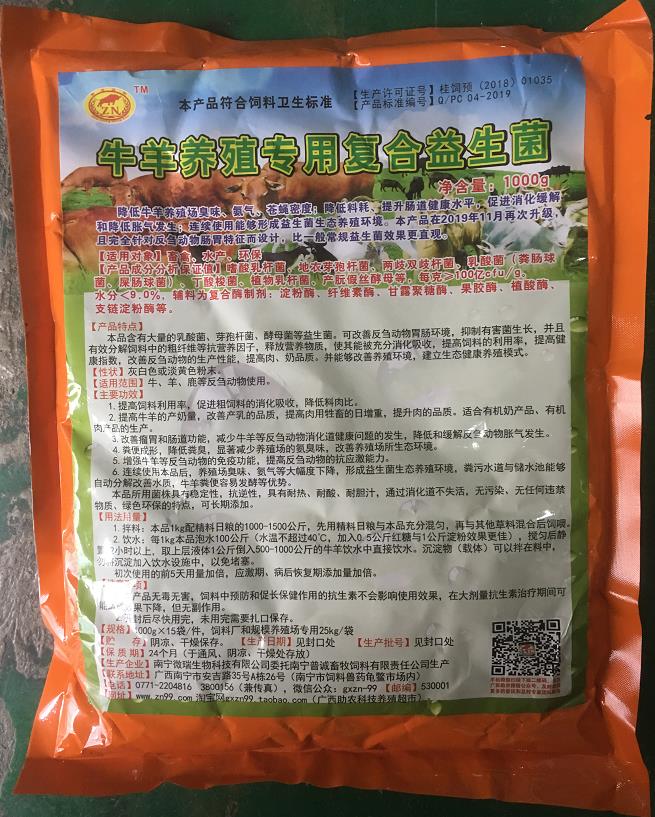 ZN TM
本产品符合饲料卫生标准
【生产许可证号】桂饲预（2018）01035
【产品标准编号】Q/PC 04-2019
牛羊养殖专用复合益生菌
净含量：1000g
降低牛羊养殖场臭味、氨气、苍蝇密度；降低料耗、提升肠道健康水平，促进消化缓解
和降低胀气发生；连续使用能够形成益生菌生态养殖环境。本产品在2019年11月再次升级，
且完全针对反自动物肠胃特征而设计，比一般常规益生菌效果更直观。
【适用对象】百禽、水产、环保
【产品成分分析保证值】嗜酸乳杆菌、地衣芽孢杆菌、两歧双歧杆菌、乳酸菌（粪肠球
菌、屎肠球菌）、丁酸梭菌、植物乳杆菌、产朊假丝酵母等，每克≥100亿cfu/g，
水分＜9.0%，辅料为复合酶制剂：淀粉酶、纤维素酶、甘露聚糖酶、果胶酶、植酸酶、
支链淀粉酶等。
【产品特点】
本品含有大量的乳酸菌、芽孢杆菌、酵母菌等益生菌。可改善反刍动物胃肠环境，抑制有害菌生长，并且
有效分解饲料中的粗纤维等抗营养因子，释放营养物质，使其能被充分消化吸收，提高饲料的利用率，提高健
康指数，改善反刍动物的生产性能，提高肉、奶品质。并能够改善养殖环境，建立生态健康养殖模式。
【性状】灰白色或淡黄色粉末。
【适用范围】牛、羊、鹿等反刍动物使用。
【主要功效】
1. 提高饲料利用率，促进粗饲料的消化吸收，降低料肉比。
2. 提高牛羊的产奶量，改善产乳的品质，提高肉用牲畜的日增重，提升肉的品质。适合有机奶产品、有机
肉产品的生产。
3. 改善瘤胃和肠道功能，减少牛羊等反刍动物消化道健康问题的发生，降低和缓解反刍动物胀气发生。
4. 粪便成形，降低粪臭，显著减少养殖场的氨臭味，改善养殖场所生态环境。
5. 增强牛羊等反刍动物的免疫功能，提高反刍动物的抗应激能力。
6. 连续使用本品后，养殖场臭味、氨气等大幅度下降，形成益生菌生态养殖环境，粪污水道与储水池能够
自动分解改善水质，牛羊粪便容易发酵等优势。
本品所用菌株具有稳定性，抗逆性，具有耐热、耐酸、耐胆汁，通过消化道不失活，无污染、无任何违禁
物质、绿色环保的特点，可长期添加。
【用法用量】
1. 拌料：本品1kg配精料日粮的1000-1500公斤，先用精料日粮与本品充分混匀，再与其他草料混合后饲喂。
2. 饮水：每1kg本品泡水100公斤（水温不超过40℃，加入0.5公斤红糖与1公斤淀粉效果更佳），搅匀后静
置2小时以上，取上层液体1公斤倒入500-1000公斤的牛羊饮水中直接饮水。沉淀物（载体）可以拌在料中，
勿将沉淀加入饮水设施中，以免堵塞。
初次使用的前5天用量加倍，应激期、病后恢复期添加量加倍。
产品无毒无害，饲料中预防和促长保健作用的抗生素不会影响使用效果，在大剂量抗生素治疗期间可
能 效果下降，但无副作用。
封后尽快用完，未用完需要扎口保存。
【规格】1000g×15袋/件，饲料厂和规模养殖场专用25kg/袋
【贮 存】阴凉、干燥保存。 【生产日期】见封口处 【生产批号】见封口处
【保 质 期】24个月（干通风、阴凉、干燥处存放）
【生产企业】南宁微瑞生物科技有限公司委托南宁普诚畜牧饲料有限责任公司生产
【联系地址】广西南宁市安吉路35号A栋26号（南宁市饲料兽药龟鳖市场内）
【电话】0771-2204816 3800156（兼传真），微信公众：gxzn-99 【邮编】530001
【网址】www.zn99.com 淘宝网gxzn99.taobao.com（广西助农科技养殖超市）